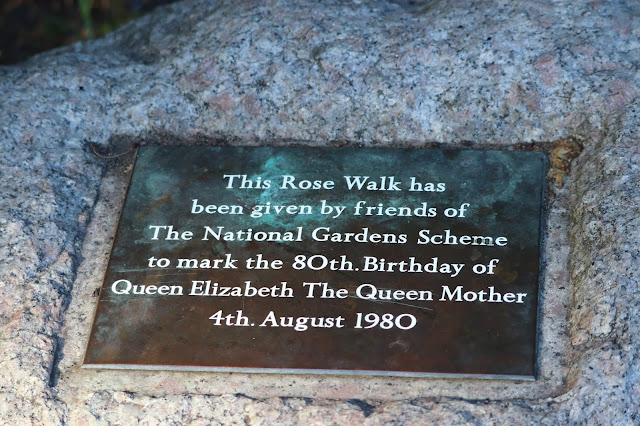 This Rose Walk has
been given by friends of
The National Gardens Scheme
to mark the 80th.Birthday of
Queen Elizabeth The Queen Mother
4th. August 1980